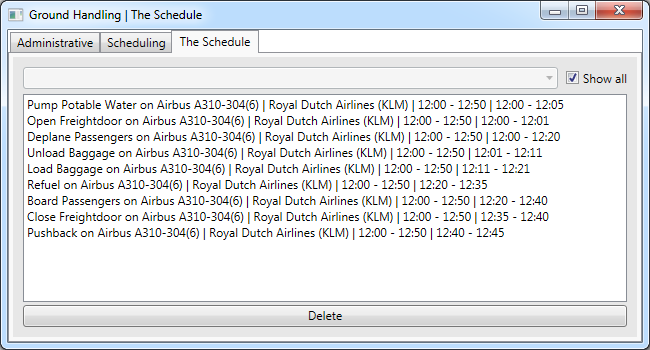 Ground Handling | The Schedule
Administrative Scheduling The Schedule
Show all
Pump Potable Water on Airbus A310-304(6) | Royal Dutch Airlines (KLM) | 12:00 - 12:50 | 12:00 - 12:05
Open Freightdoor on Airbus A310-304(6) | Royal Dutch Airlines (KLM) | 12:00 - 12:50 | 12:00 - 12:01
Deplane Passengers on Airbus A310-304(6) | Royal Dutch Airlines (KLM) | 12:00 - 12:50 | 12:00 - 12:20
Unload Baggage on Airbus A310-304(6) | Royal Dutch Airlines (KLM) | 12:00 - 12:50 | 12:01 - 12:11
Load Baggage on Airbus A310-304(6) | Royal Dutch Airlines (KLM) | 12:00 - 12:50 | 12:11 - 12:21
Refuel on Airbus A310-304(6) | Royal Dutch Airlines (KLM) | 12:00 - 12:50 | 12:20 - 12:35
Board Passengers on Airbus A310-304(6) | Royal Dutch Airlines (KLM) | 12:00 - 12:50 | 12:20 - 12:40
Close Freightdoor on Airbus A310-304(6) | Royal Dutch Airlines (KLM) | 12:00 - 12:50 | 12:35 - 12:40
Pushback on Airbus A310-304(6) | Royal Dutch Airlines (KLM) | 12:00 - 12:50 | 12:40 - 12:45
Delete